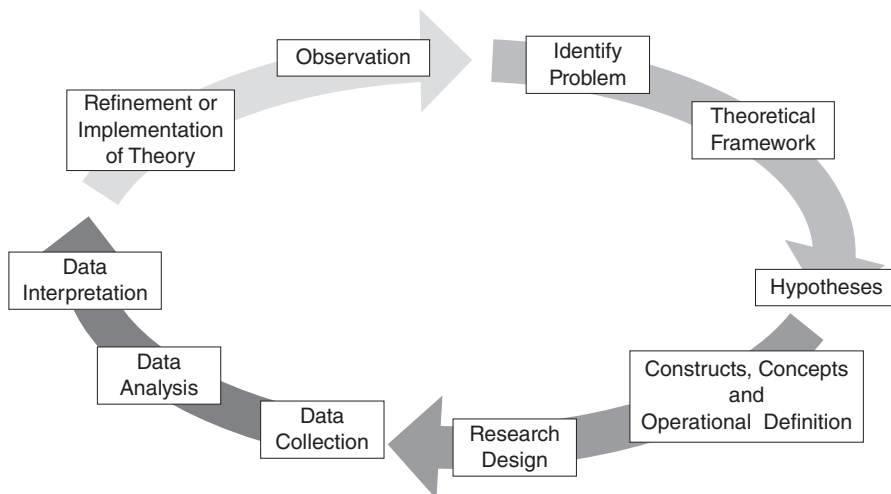 Observation
Identify
Problem
Theoretical
Framework
Hypotheses
Constructs, Concepts
and
Operational Definition
Research
Design
Data
Collection
Data
Analysis
Data
Interpretation
Refinement or
Implementation
of Theory